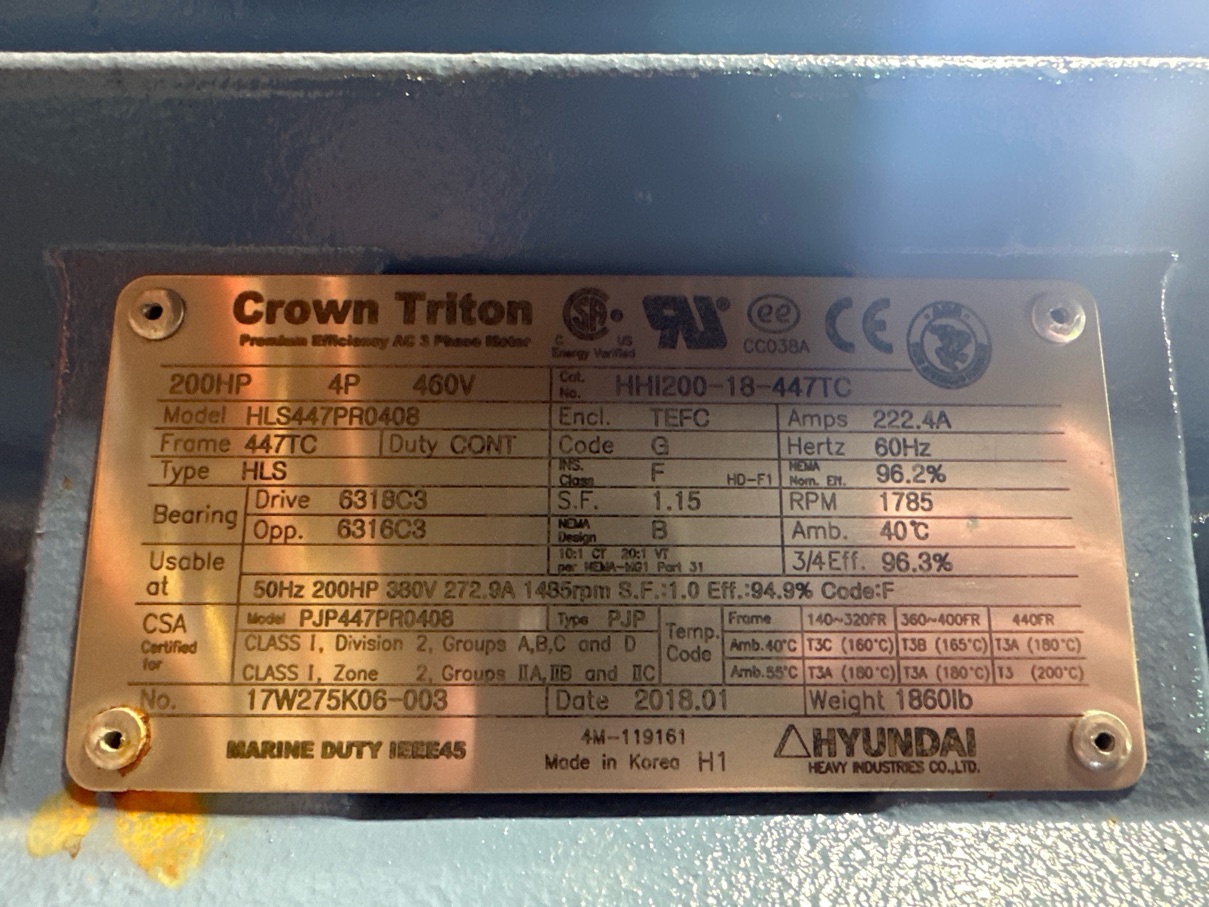 Crown Triton
Premium Efficiency AC 3 Phase Motor
CSA
C US
Energy Verified
ee
CC038A
CE
200HP 4P 460V Cat. No. HHI200-18-447TC
Model HLS447PR0408 Encl. TEFC Amps 222.4A
Frame 447TC Duty CONT Code G Hertz 60Hz
Type HLS INS. Class F HD-F1 NEMA Nom. Eff. 96.2%
Bearing Drive 6318C3 S.F. 1.15 RPM 1785
Opp. 6316C3 NEMA Design B Amb. 40℃
Usable at 10:1 CT 20:1 VT per NEMA-MG1 Part 31 3/4 Eff. 96.3%
50Hz 200HP 380V 272.9A 1485rpm S.F.:1.0 Eff.:94.9% Code:F
CSA Certified for Model PJP447PR0408 Type PJP Temp. Code Frame 140~320FR 360~400FR 440FR
CLASS I, Division 2, Groups A,B,C and D Amb.40℃ T3C (160℃) T3B (165℃) T3A (180℃)
CLASS I, Zone 2, Groups ⅡA,ⅡB and ⅡC Amb.55℃ T3A (180℃) T3A (180℃) T3 (200℃)
No. 17W275K06-003 Date 2018.01 Weight 1860lb
MARINE DUTY IEEE45
4M-119161
Made in Korea H1
HYUNDAI
HEAVY INDUSTRIES CO.,LTD.